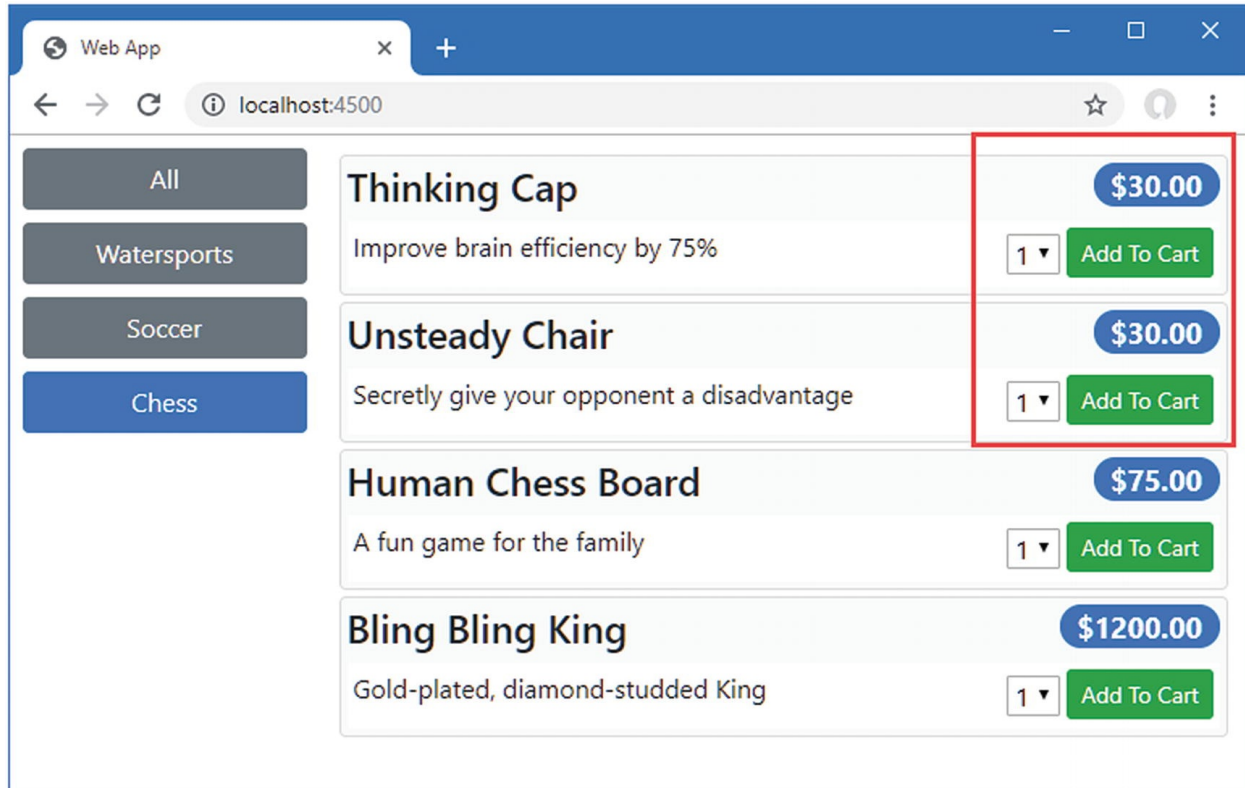 Web App
localhost:4500
All
Watersports
Soccer
Chess
Thinking Cap
$30.00
Improve brain efficiency by 75%
1
Add To Cart
Unsteady Chair
$30.00
Secretly give your opponent a disadvantage
1
Add To Cart
Human Chess Board
$75.00
A fun game for the family
1
Add To Cart
Bling Bling King
$1200.00
Gold-plated, diamond-studded King
1
Add To Cart